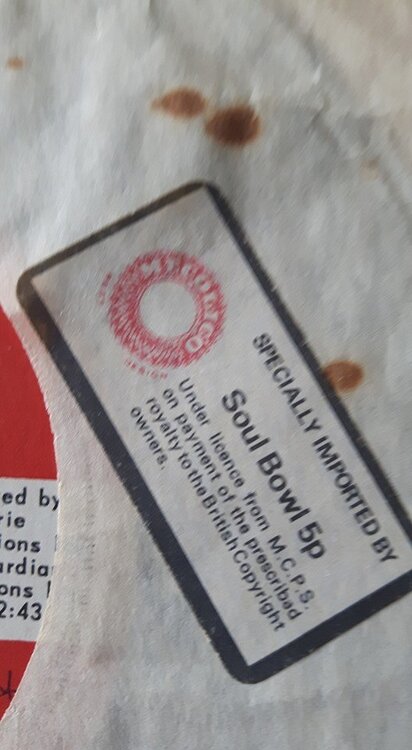 SPECIALLY IMPORTED BY
Soul Bowl 5p
Under licence from M.C.P.S.
on payment of the prescribed
royalty to the British Copyright
owners.
DESIGN
ed by
rie
ions
ardia
ons
2:43